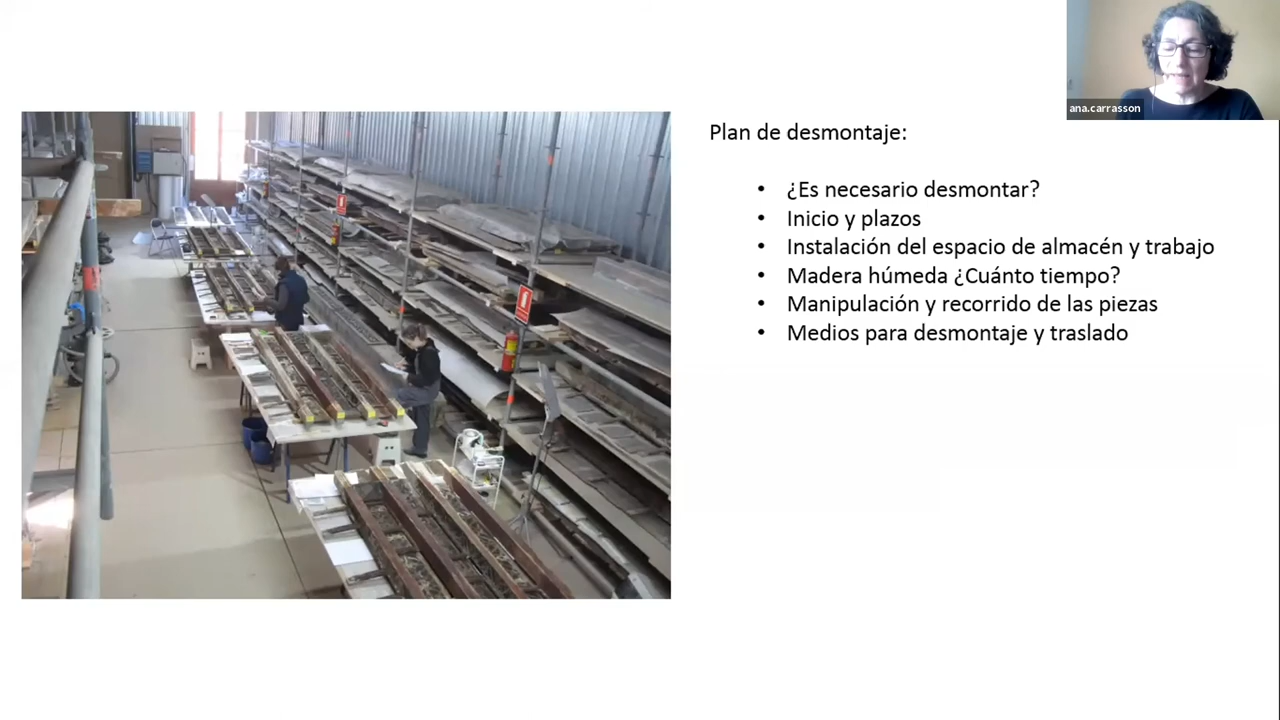 ana.carrasson
Plan de desmontaje:
• ¿Es necesario desmontar?
• Inicio y plazos
• Instalación del espacio de almacén y trabajo
• Madera húmeda ¿Cuánto tiempo?
• Manipulación y recorrido de las piezas
• Medios para desmontaje y traslado